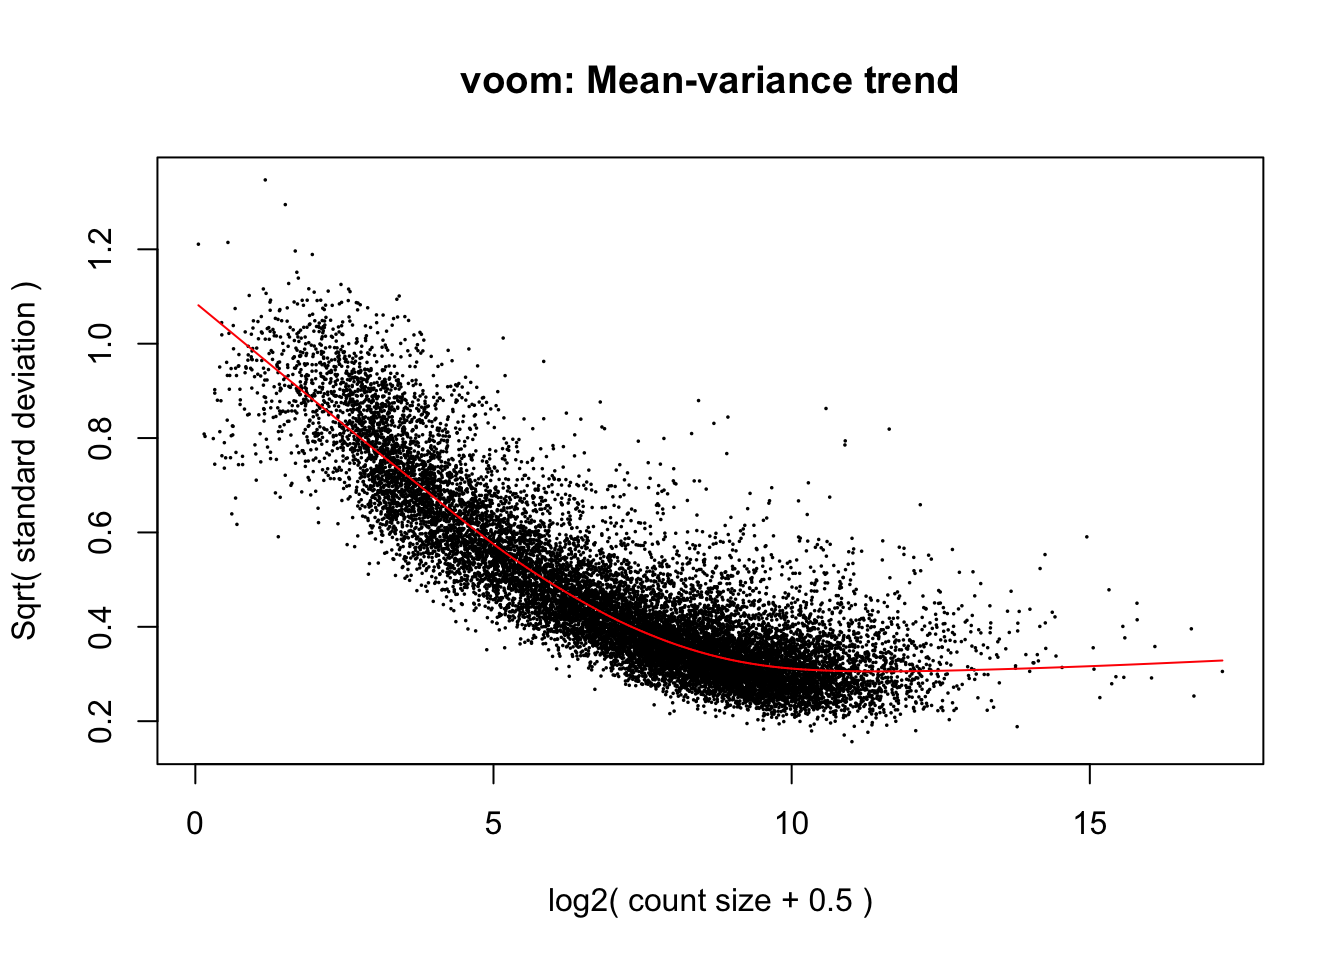 voom: Mean-variance trend
Sqrt( standard deviation )
1.2
1.0
0.8
0.6
0.4
0.2
0 5 10 15
log2( count size + 0.5 )